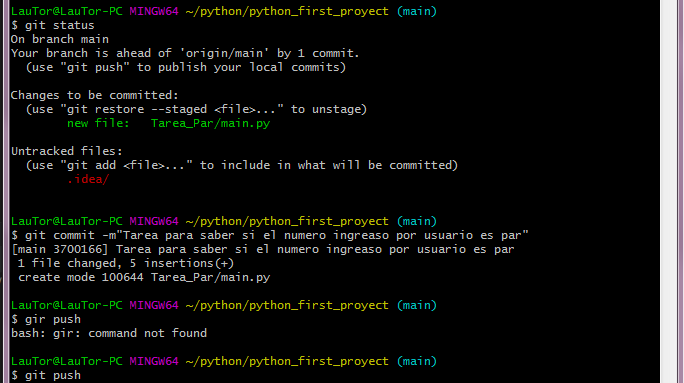 LauTor@LauTor-PC MINGW64 ~/python/python_first_proyect (main)
$ git status
On branch main
Your branch is ahead of 'origin/main' by 1 commit.
  (use "git push" to publish your local commits)
Changes to be committed:
  (use "git restore --staged <file>..." to unstage)
        new file:   Tarea_Par/main.py
Untracked files:
  (use "git add <file>..." to include in what will be committed)
        .idea/
LauTor@LauTor-PC MINGW64 ~/python/python_first_proyect (main)
$ git commit -m"Tarea para saber si el numero ingreaso por usuario es par"
[main 3700166] Tarea para saber si el numero ingreaso por usuario es par
 1 file changed, 5 insertions(+)
 create mode 100644 Tarea_Par/main.py
LauTor@LauTor-PC MINGW64 ~/python/python_first_proyect (main)
$ gir push
bash: gir: command not found
LauTor@LauTor-PC MINGW64 ~/python/python_first_proyect (main)
$ git push